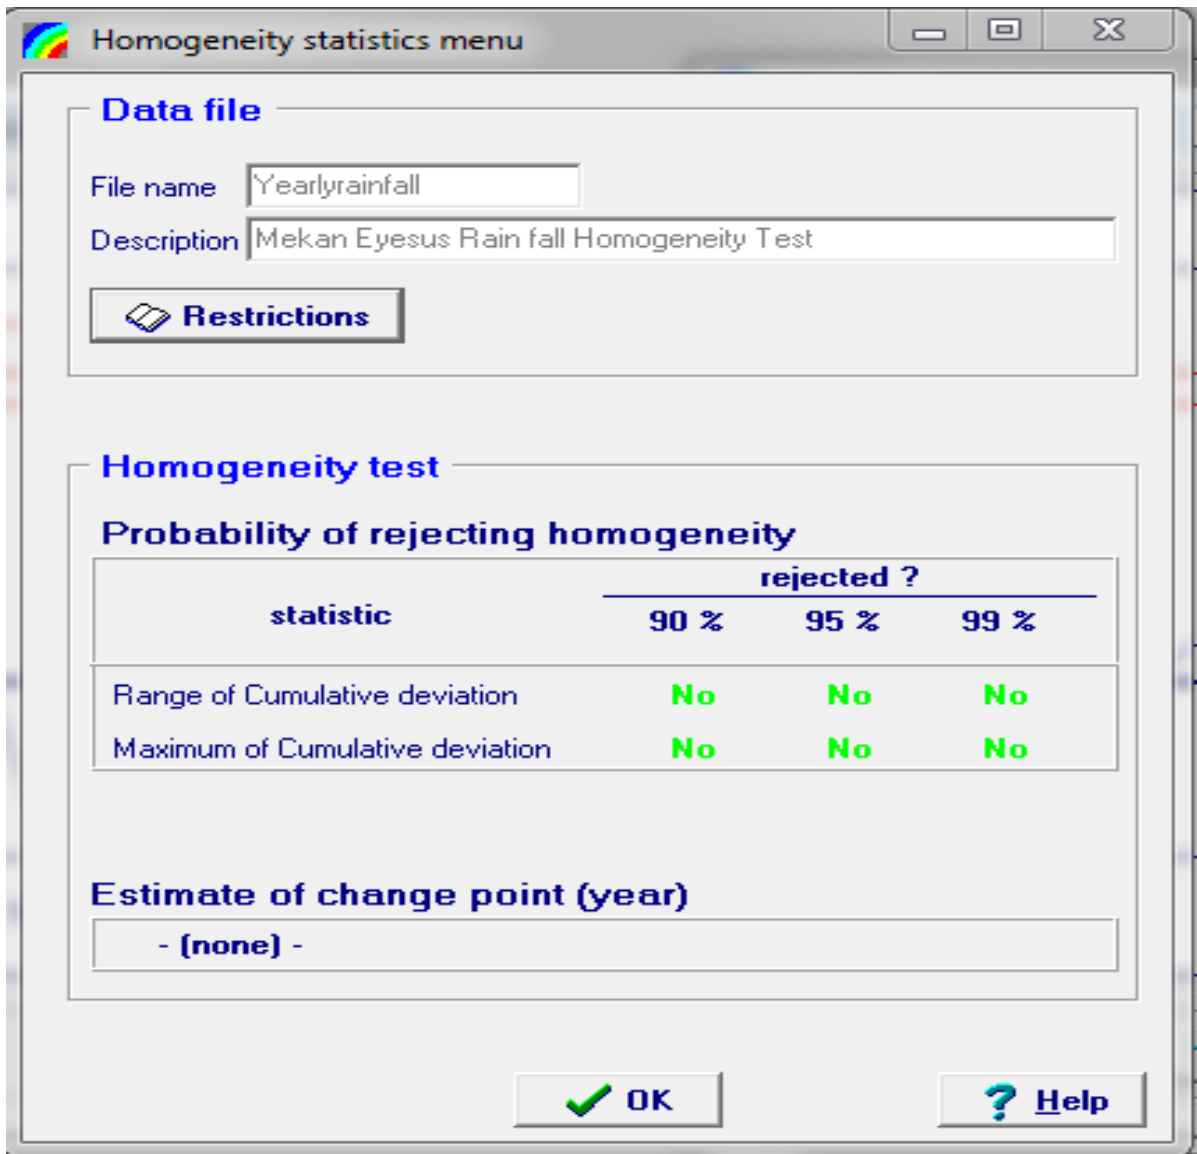 Homogeneity statistics menu
Data file
File name Yearlyrainfall
Description Mekan Eyesus Rain fall Homogeneity Test
Restrictions
Homogeneity test
Probability of rejecting homogeneity
rejected ?
statistic 90 % 95 % 99 %
Range of Cumulative deviation No No No
Maximum of Cumulative deviation No No No
Estimate of change point (year)
- (none) -
OK ? Help